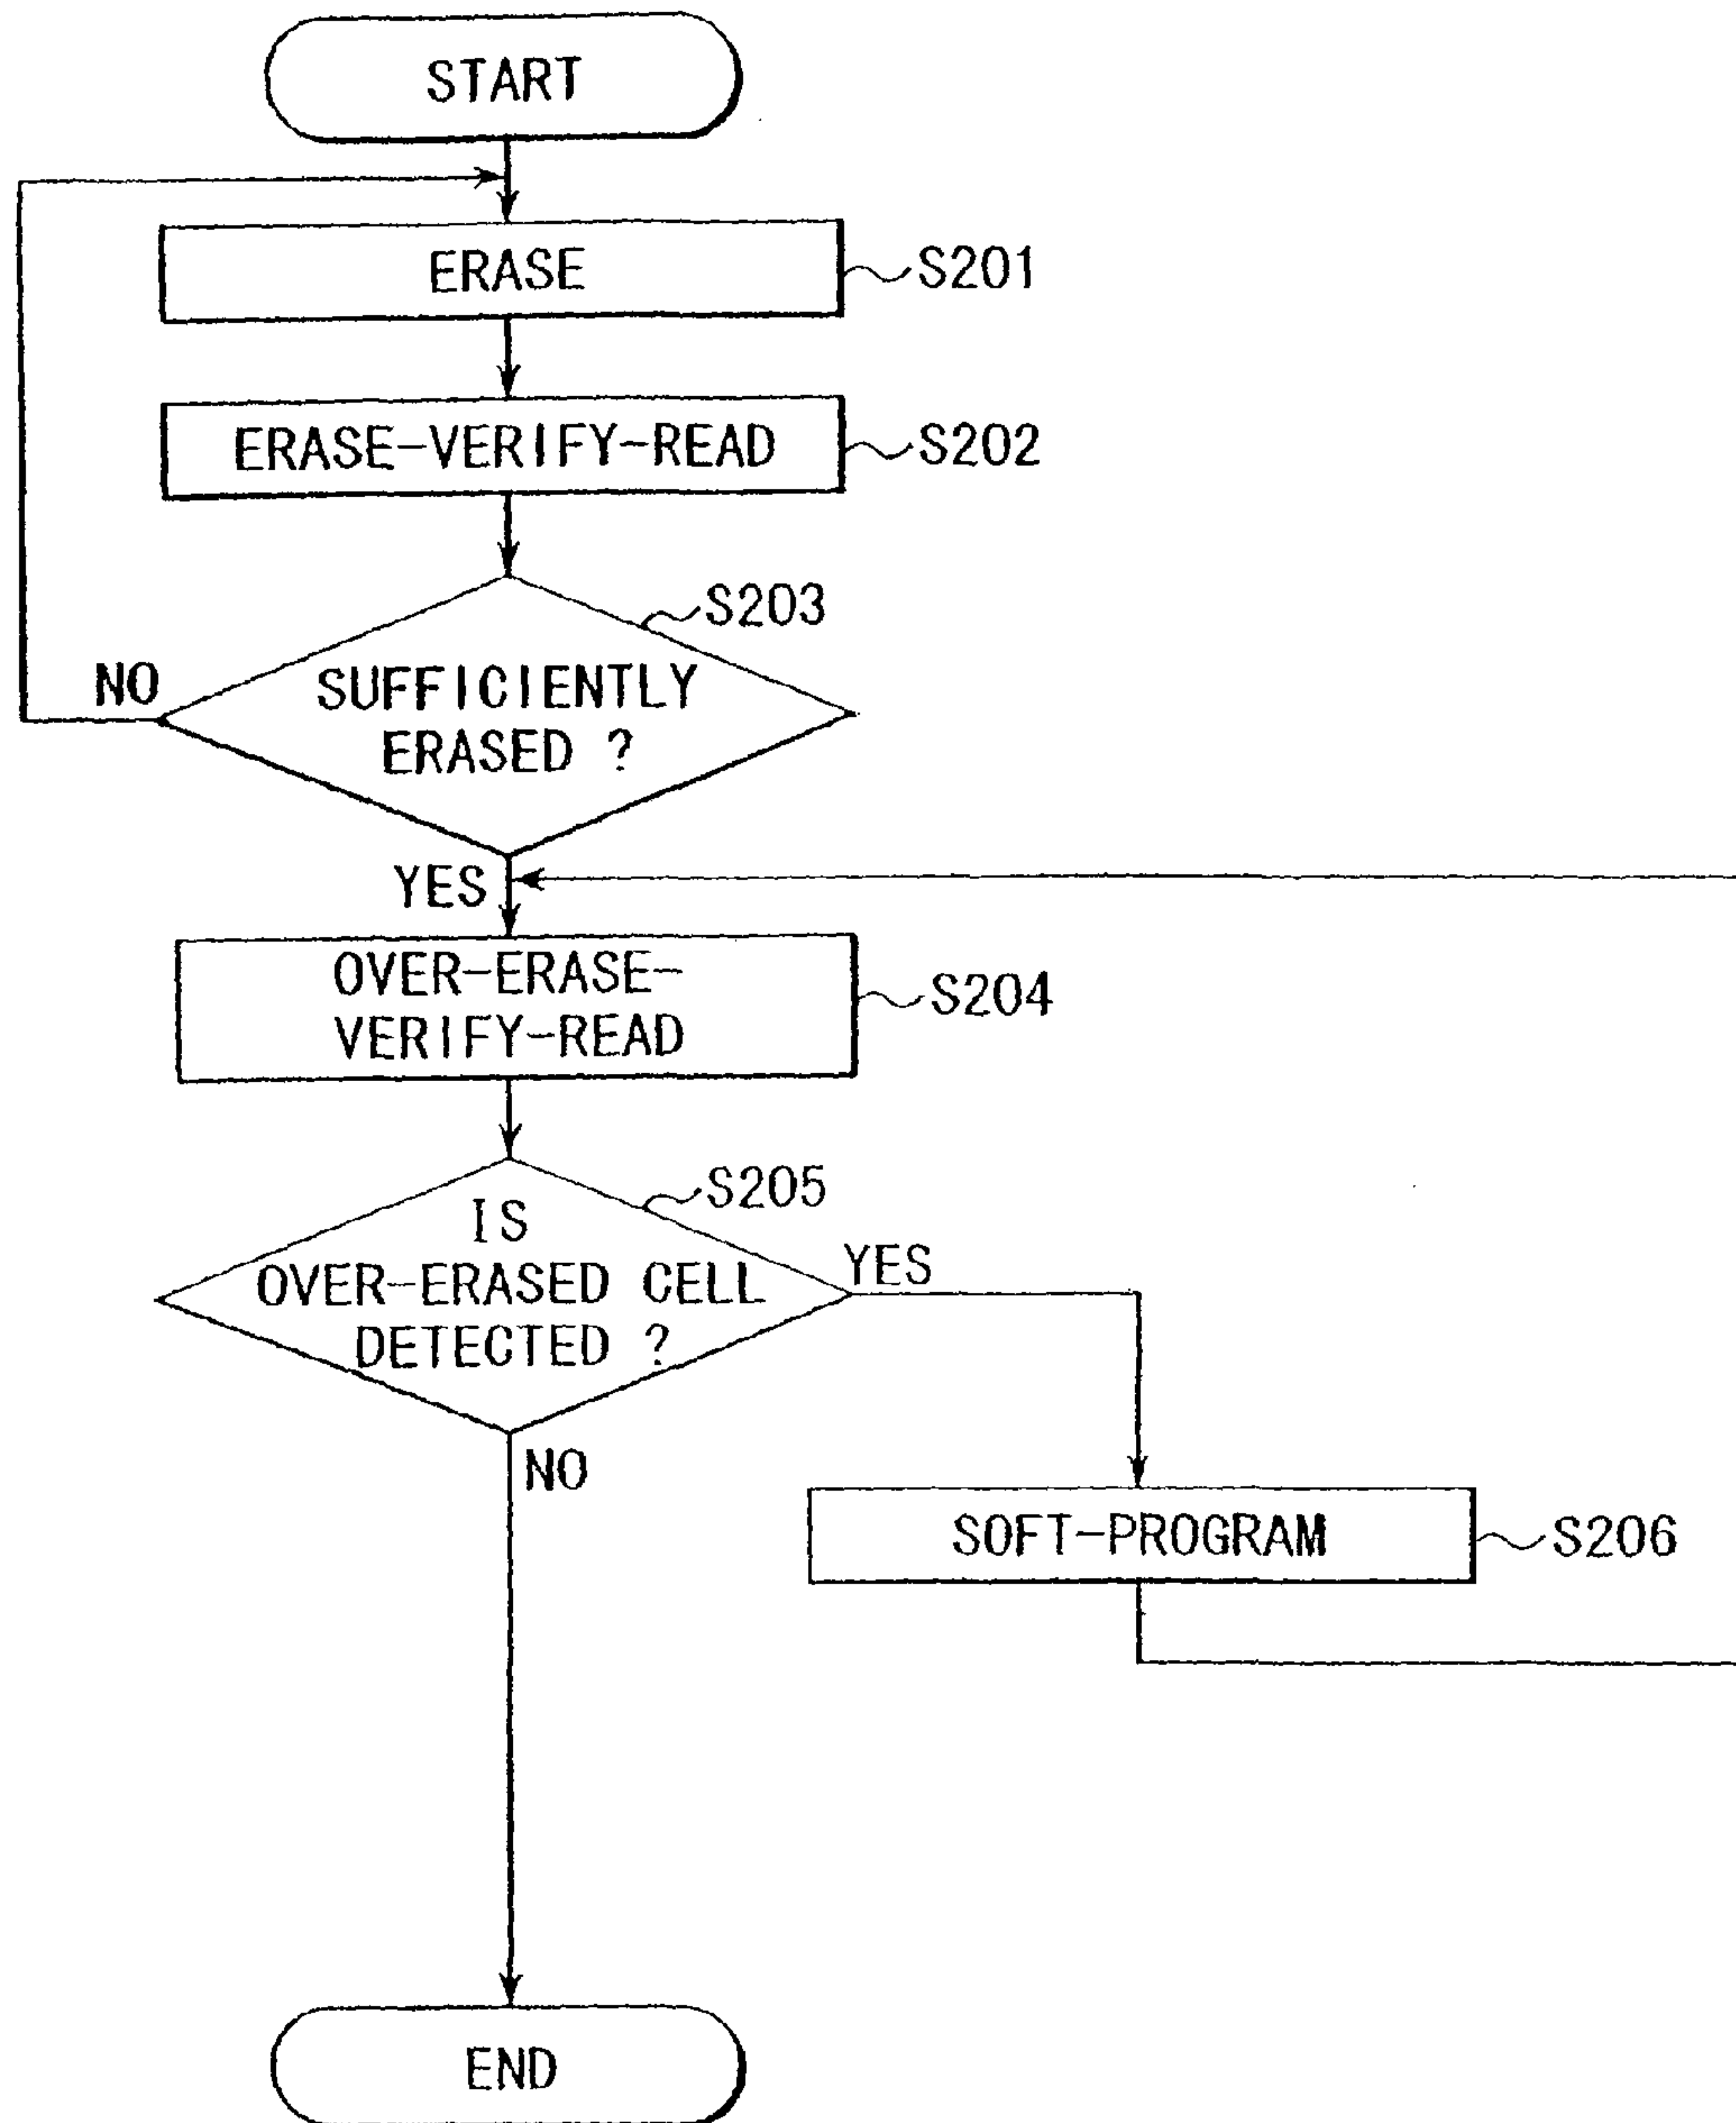 START
ERASE
S201
ERASE-VERIFY-READ
S202
S203
NO
SUFFICIENTLY
ERASED ?
YES
OVER-ERASE-
VERIFY-READ
S204
S205
IS
OVER-ERASED CELL
DETECTED ?
YES
NO
SOFT-PROGRAM
S206
END